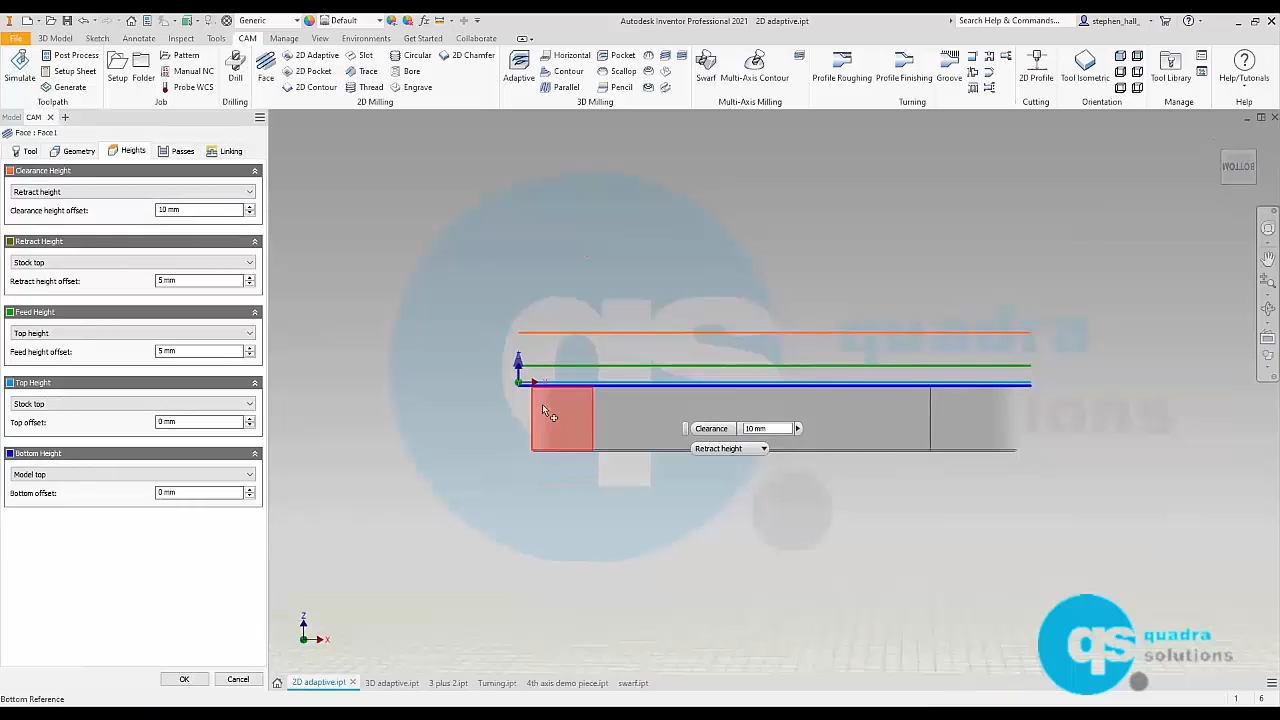 Generic
Default
Autodesk Inventor Professional 2021 2D adaptive.ipt
Search Help & Commands...
stephen_hall
File 3D Model Sketch Annotate Inspect Tools CAM Manage View Environments Get Started Collaborate
Simulate
Post Process
Setup Sheet
Generate
Toolpath
Setup
Folder
Pattern
Manual NC
Probe WCS
Job
Drill
Drilling
Face
2D Adaptive
2D Pocket
2D Contour
Slot
Trace
Thread
Circular
Bore
Engrave
2D Chamfer
2D Milling
Adaptive
Horizontal
Contour
Parallel
Pocket
Scallop
Pencil
3D Milling
Swarf
Multi-Axis Contour
Multi-Axis Milling
Profile Roughing
Profile Finishing
Groove
Turning
2D Profile
Cutting
Tool Isometric
Orientation
Tool Library
Manage
Help/Tutorials
Help
Model CAM
Face : Face1
Tool Geometry Heights Passes Linking
Clearance Height
Retract height
Clearance height offset: 10 mm
Retract Height
Stock top
Retract height offset: 5 mm
Feed Height
Top height
Feed height offset: 5 mm
Top Height
Stock top
Top offset: 0 mm
Bottom Height
Model top
Bottom offset: 0 mm
OK Cancel
BOTTOM
quadra
Clearance 10 mm
Retract height
Z
X
qs quadra
solutions
2D adaptive.ipt 3D adaptive.ipt 3 plus 2.ipt Turning.ipt 4th axis demo piece.ipt swarf.ipt
Bottom Reference 1 6